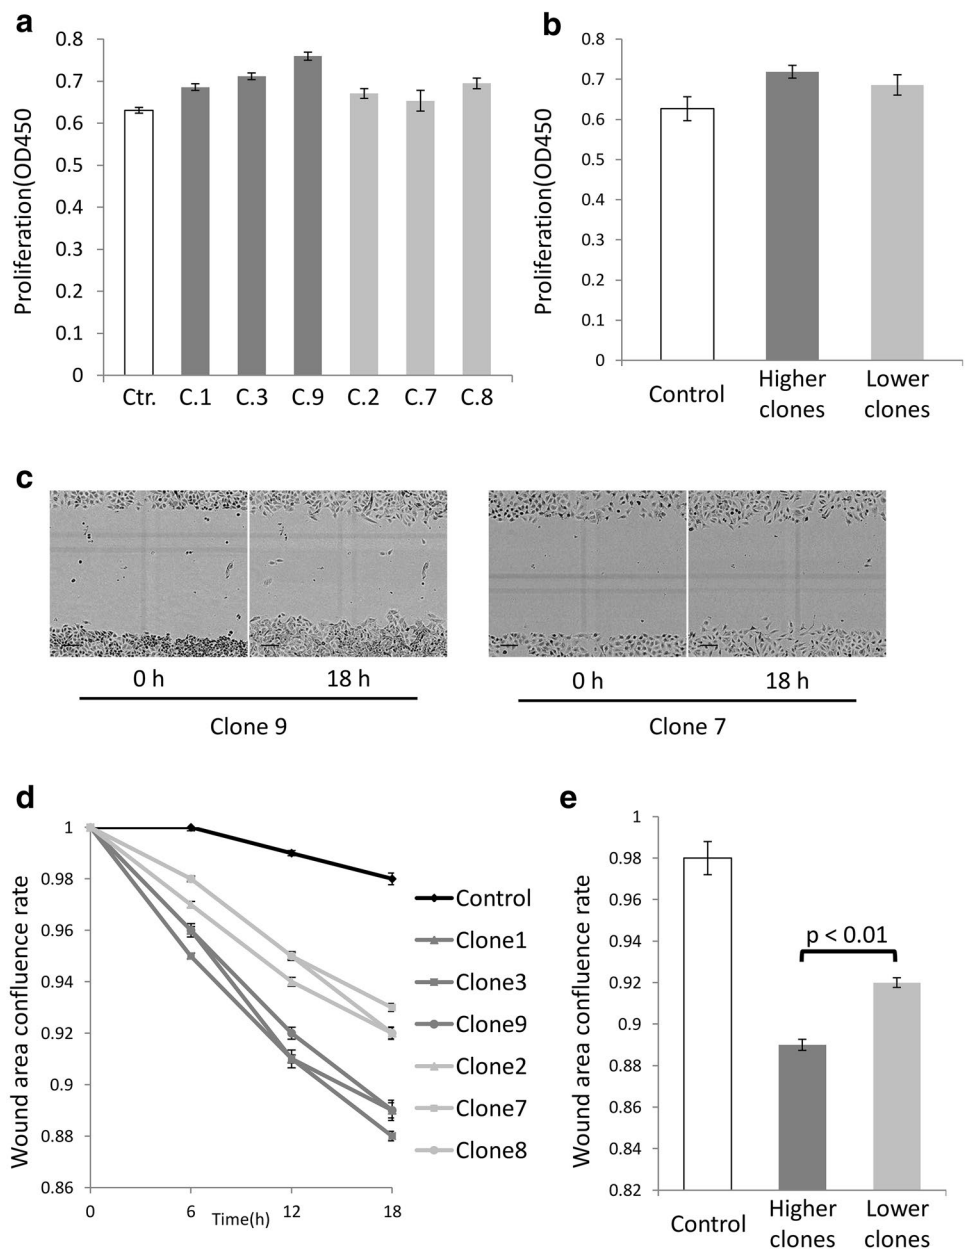 a
Proliferation(OD450
0.8
0.7
0.6
0.5
0.4
0.3
0.2
0.1
0
Ctr. C.1 C.3 C.9 C.2 C.7 C.8
b
Proliferation(OD450
0.8
0.7
0.6
0.5
0.4
0.3
0.2
0.1
0
Control
Higher
clones
Lower
clones
c
0 h 18 h
Clone 9
0 h 18 h
Clone 7
d
Wound area confluence rate
1
0.98
0.96
0.94
0.92
0.9
0.88
0.86
0 6 12 18
Time(h)
Control
Clone1
Clone3
Clone9
Clone2
Clone7
Clone8
e
Wound area confluence rate
1
0.98
0.96
0.94
0.92
0.9
0.88
0.86
0.84
0.82
p < 0.01
Control
Higher
clones
Lower
clones